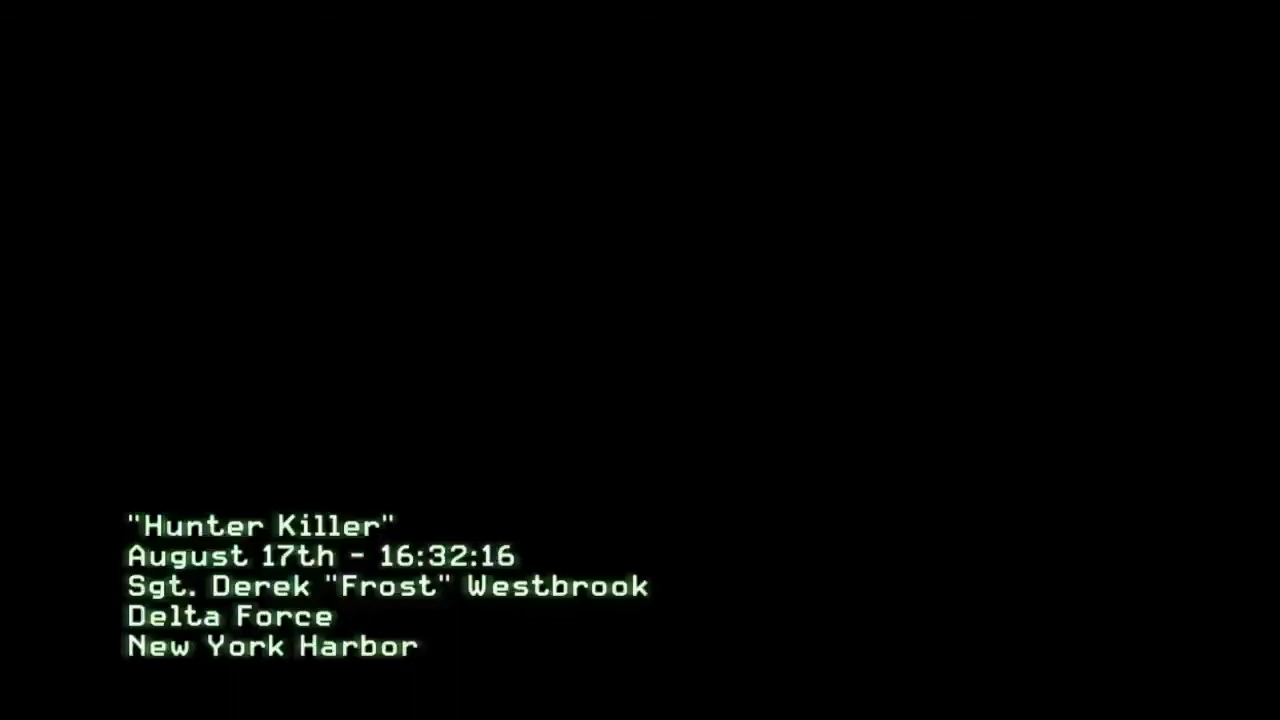 "Hunter Killer"
August 17th - 16:32:16
Sgt. Derek "Frost" Westbrook
Delta Force
New York Harbor